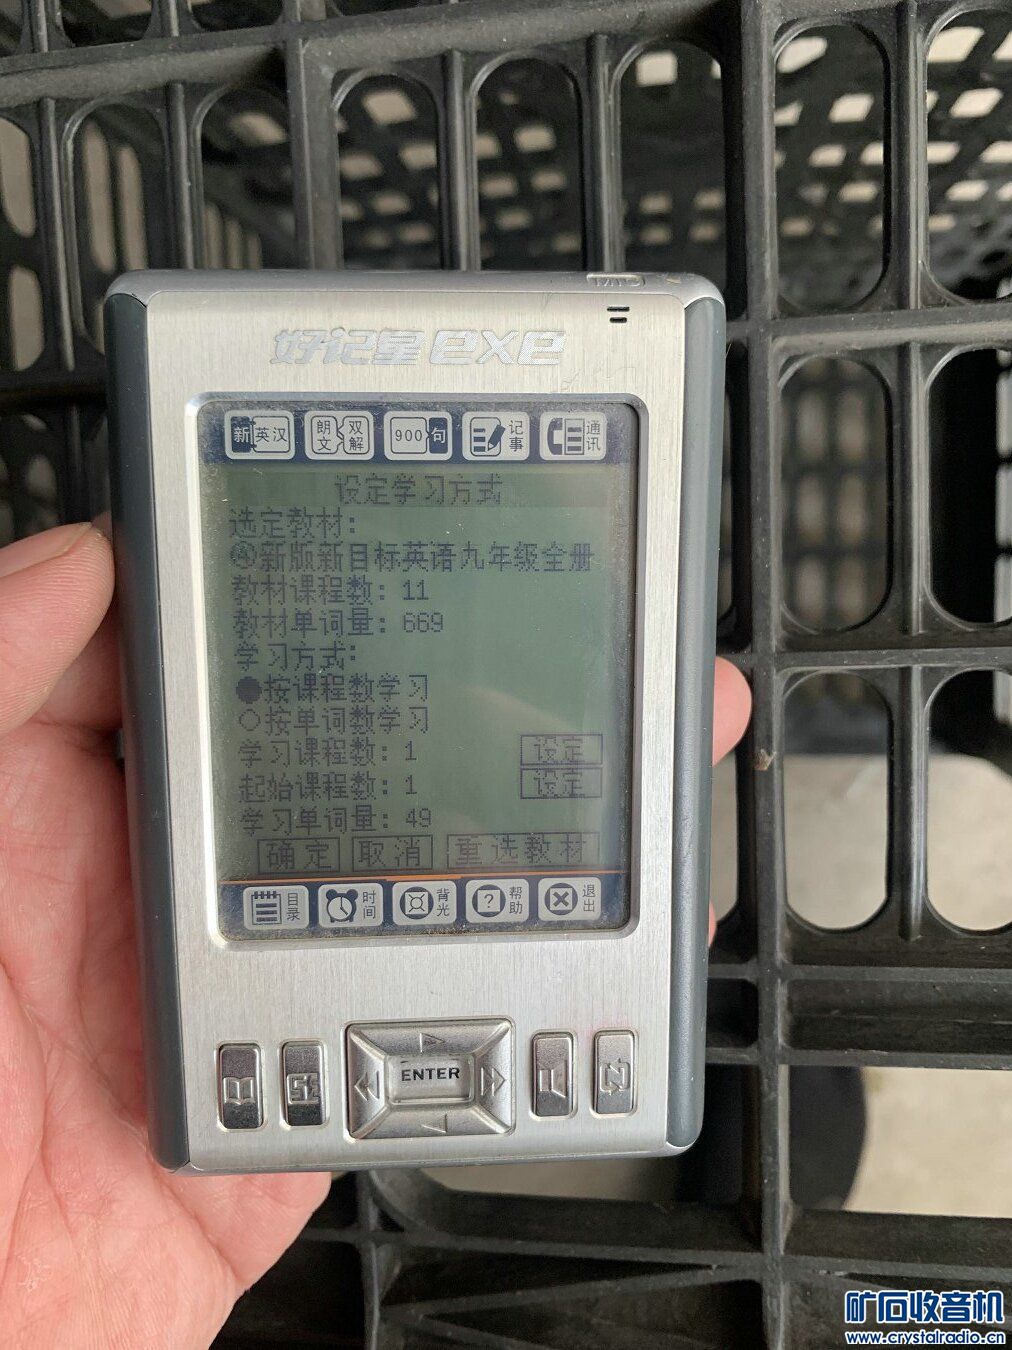 MIC
好记星exe
新英汉 朗文双解 900句 记事 通讯
设定学习方式
选定教材:
Ⓐ新版新目标英语九年级全册
教材课程数: 11
教材单词量: 669
学习方式:
●按课程数学习
○按单词数学习
学习课程数: 1 设定
起始课程数: 1 设定
学习单词量: 49
确定 取消 重选教材
目录 时间 背光 帮助 退出
ENTER
矿石收音机
www.crystalradio.cn